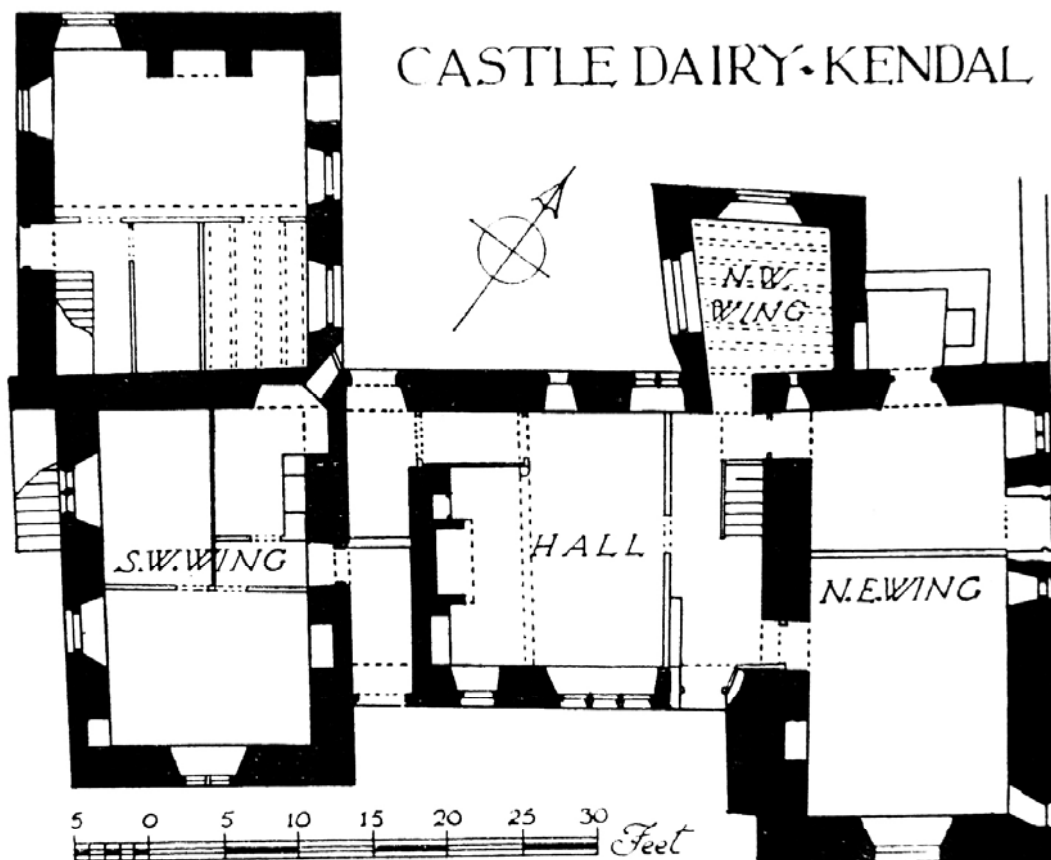 CASTLE DAIRY · KENDAL
N.W.
WING
HALL
S.W. WING
N.E. WING
5 0 5 10 15 20 25 30 Feet